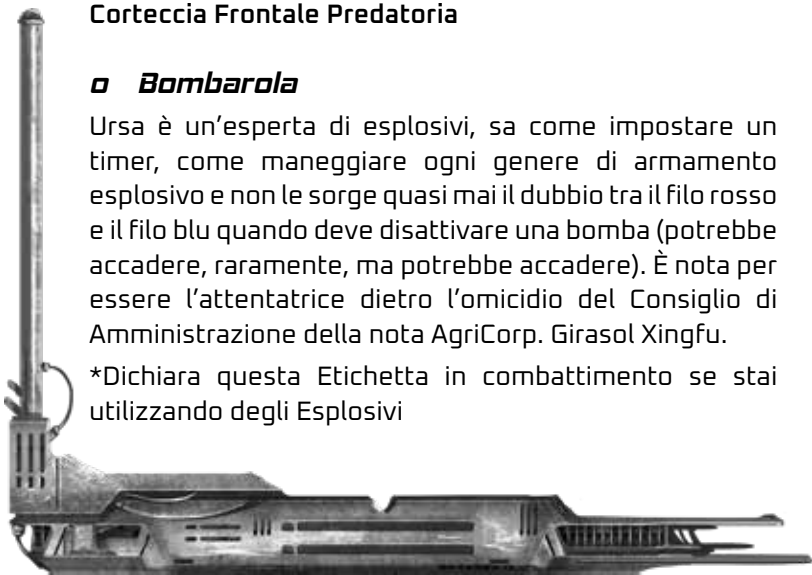 Corteccia Frontale Predatoria
o Bombarola
Ursa è un’esperta di esplosivi, sa come impostare un
timer, come maneggiare ogni genere di armamento
esplosivo e non le sorge quasi mai il dubbio tra il filo rosso
e il filo blu quando deve disattivare una bomba (potrebbe
accadere, raramente, ma potrebbe accadere). È nota per
essere l’attentatrice dietro l’omicidio del Consiglio di
Amministrazione della nota AgriCorp. Girasol Xingfu.
*Dichiara questa Etichetta in combattimento se stai
utilizzando degli Esplosivi